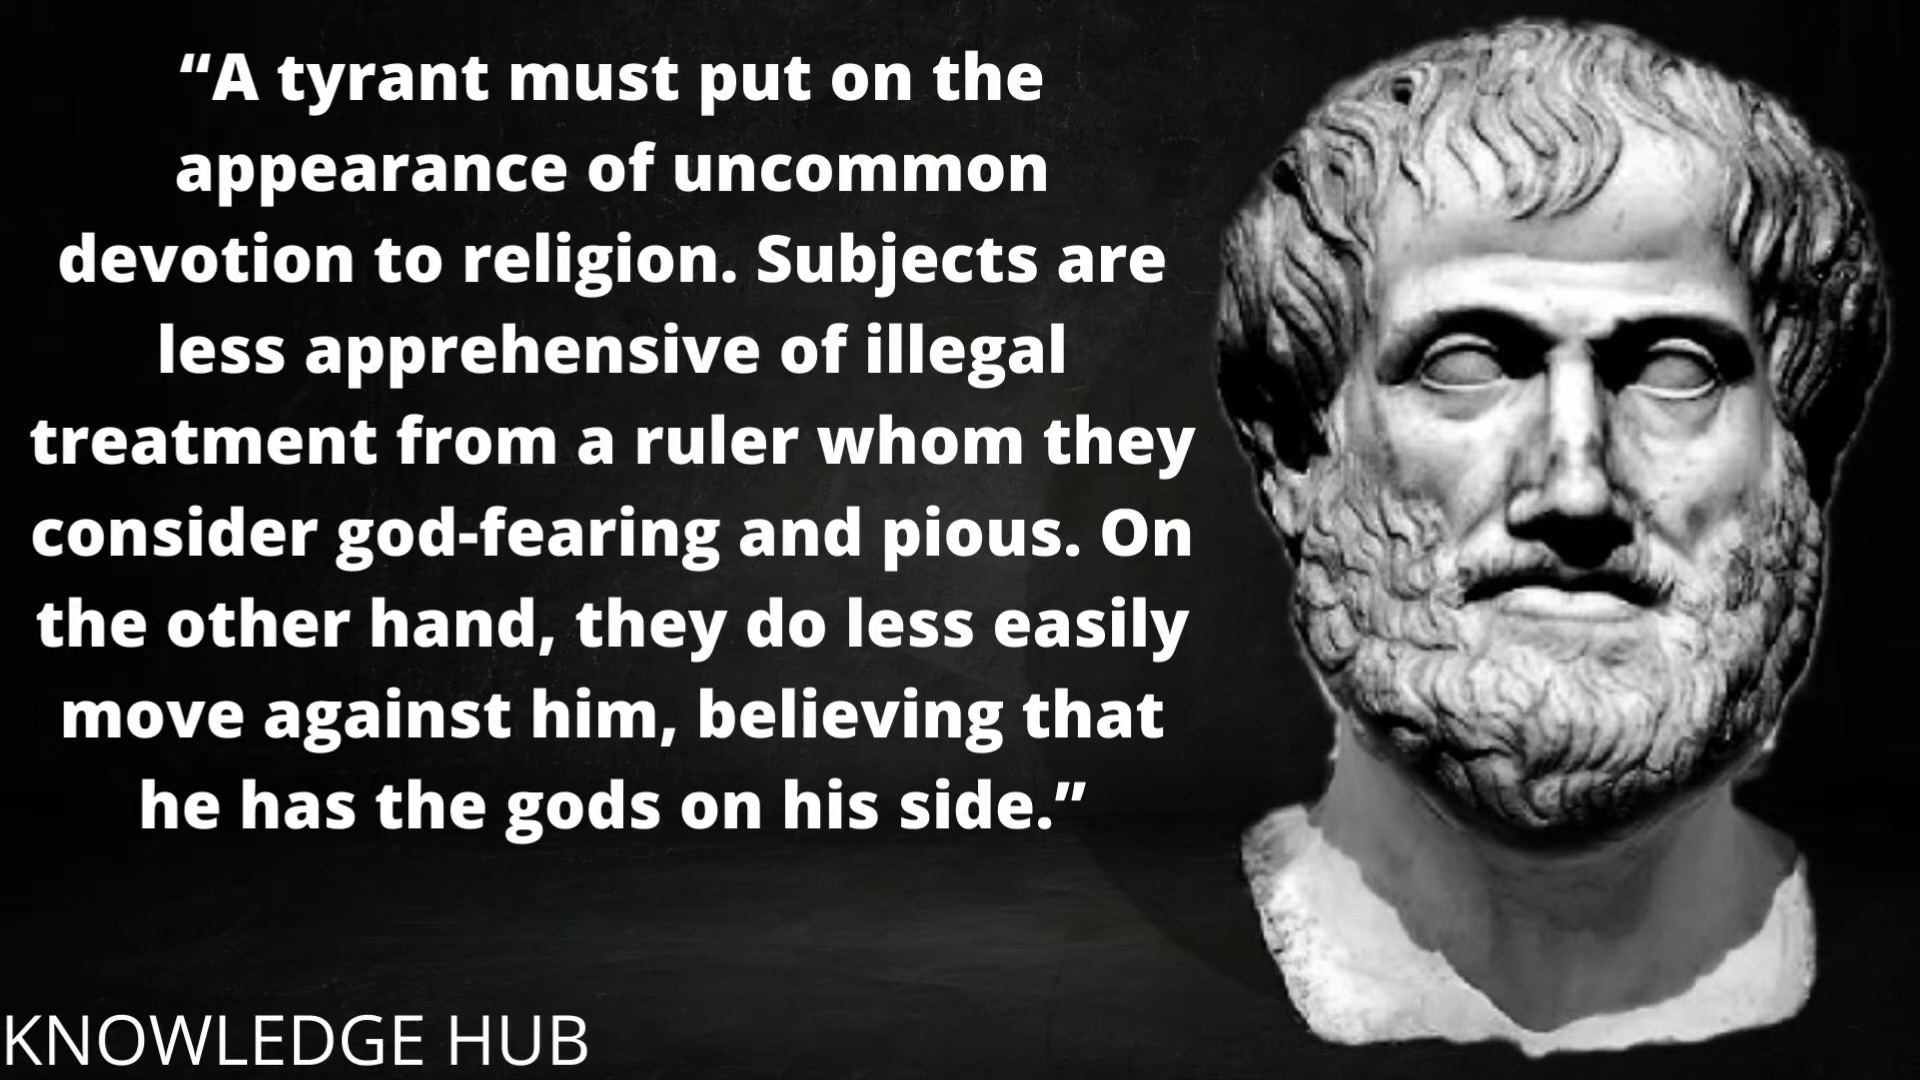 “A tyrant must put on the
appearance of uncommon
devotion to religion. Subjects are
less apprehensive of illegal
treatment from a ruler whom they
consider god-fearing and pious. On
the other hand, they do less easily
move against him, believing that
he has the gods on his side.”
KNOWLEDGE HUB